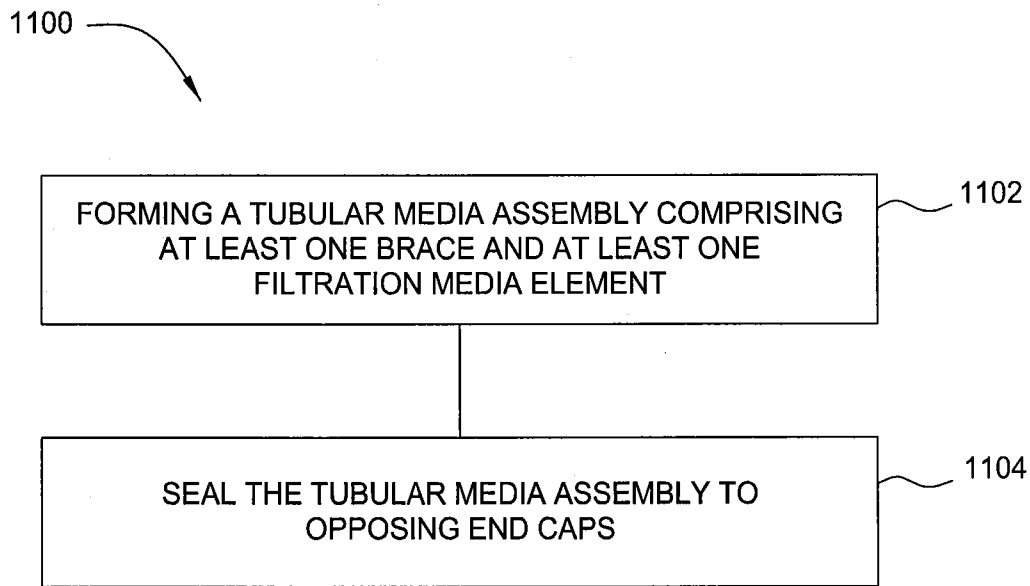 1100
1102
FORMING A TUBULAR MEDIA ASSEMBLY COMPRISING
AT LEAST ONE BRACE AND AT LEAST ONE
FILTRATION MEDIA ELEMENT
1104
SEAL THE TUBULAR MEDIA ASSEMBLY TO
OPPOSING END CAPS